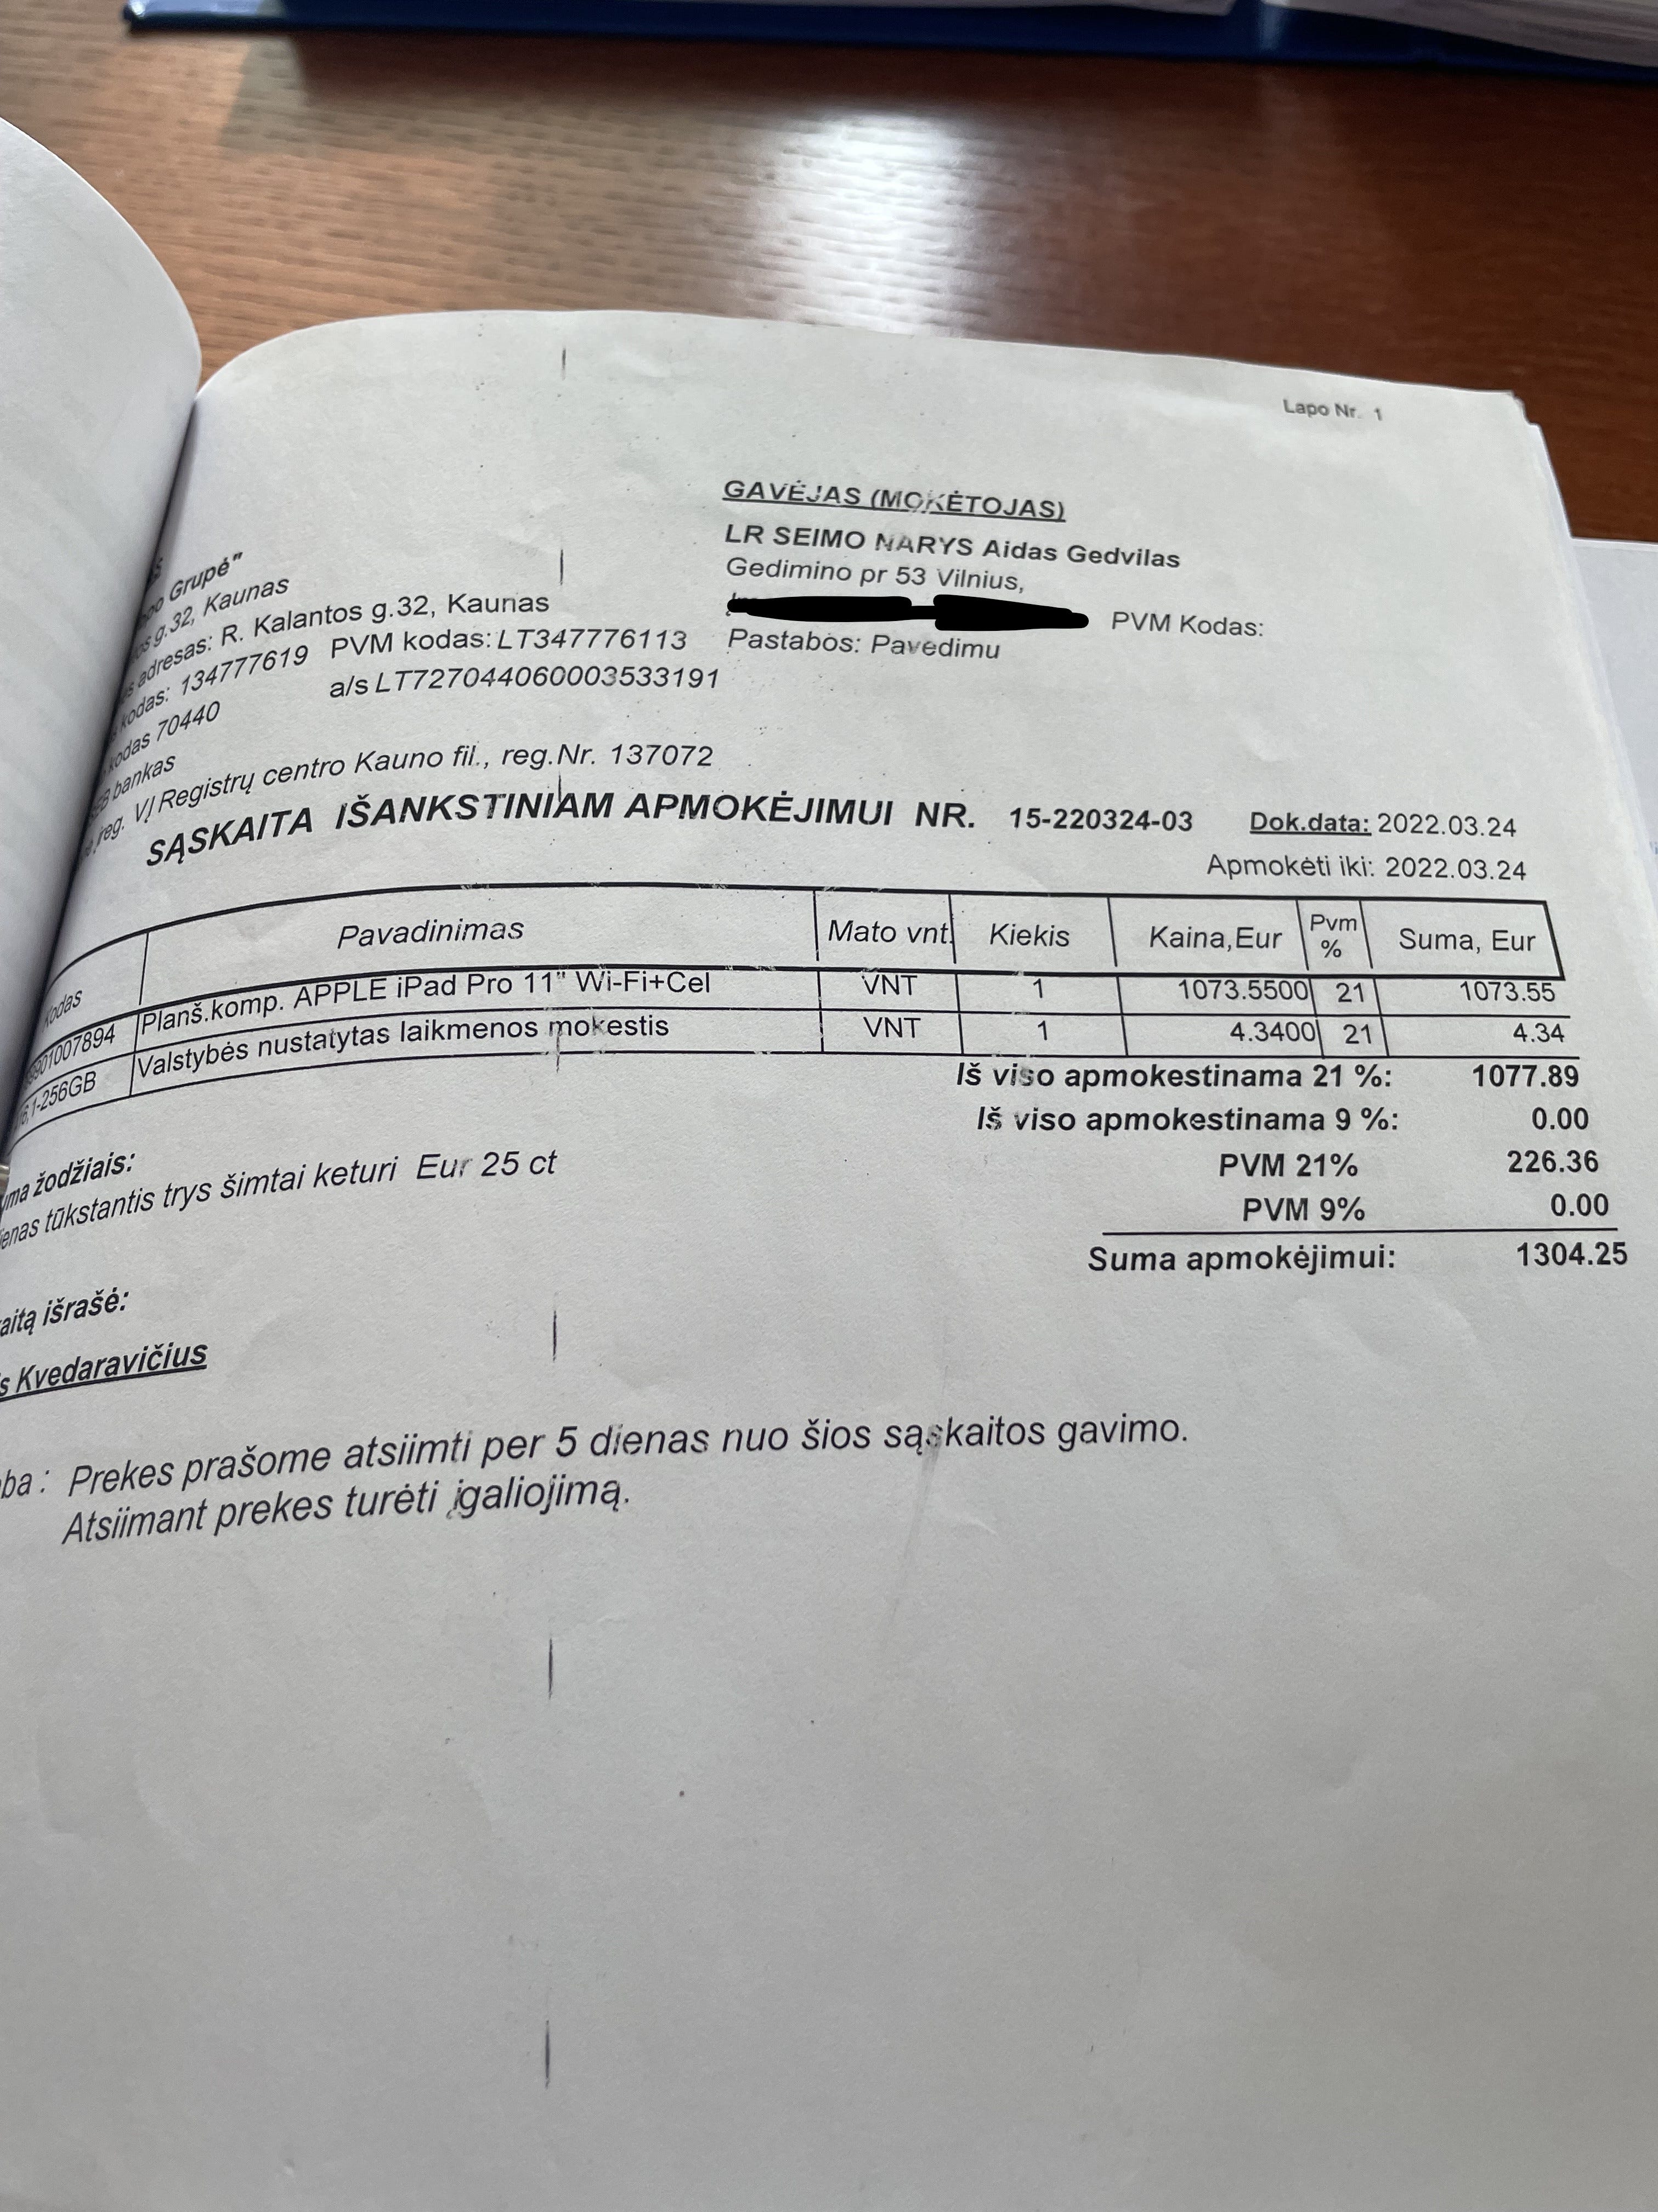 Lapo Nr. 1
Grupė"
g.32, Kaunas
adresas: R. Kalantos g.32, Kaunas
kodas: 134777619 PVM kodas: LT347776113
kodas 70440 a/s LT727044060003533191
bankas
reg. VĮ Registrų centro Kauno fil., reg.Nr. 137072
GAVĖJAS (MOKĖTOJAS)
LR SEIMO NARYS Aidas Gedvilas
Gedimino pr 53 Vilnius,
PVM Kodas:
Pastabos: Pavedimu
SĄSKAITA IŠANKSTINIAM APMOKĖJIMUI NR. 15-220324-03 Dok.data: 2022.03.24
Apmokėti iki: 2022.03.24
Kodas Pavadinimas Mato vnt. Kiekis Kaina,Eur Pvm % Suma, Eur
Planš.komp. APPLE iPad Pro 11" Wi-Fi+Cel VNT 1 1073.5500 21 1073.55
Valstybės nustatytas laikmenos mokestis VNT 1 4.3400 21 4.34
Iš viso apmokestinama 21 %: 1077.89
Iš viso apmokestinama 9 %: 0.00
PVM 21% 226.36
PVM 9% 0.00
Suma apmokėjimui: 1304.25
žodžiais:
tūkstantis trys šimtai keturi Eur 25 ct
išrašė:
Kvedaravičius
Prekes prašome atsiimti per 5 dienas nuo šios sąskaitos gavimo.
Atsiimant prekes turėti įgaliojimą.